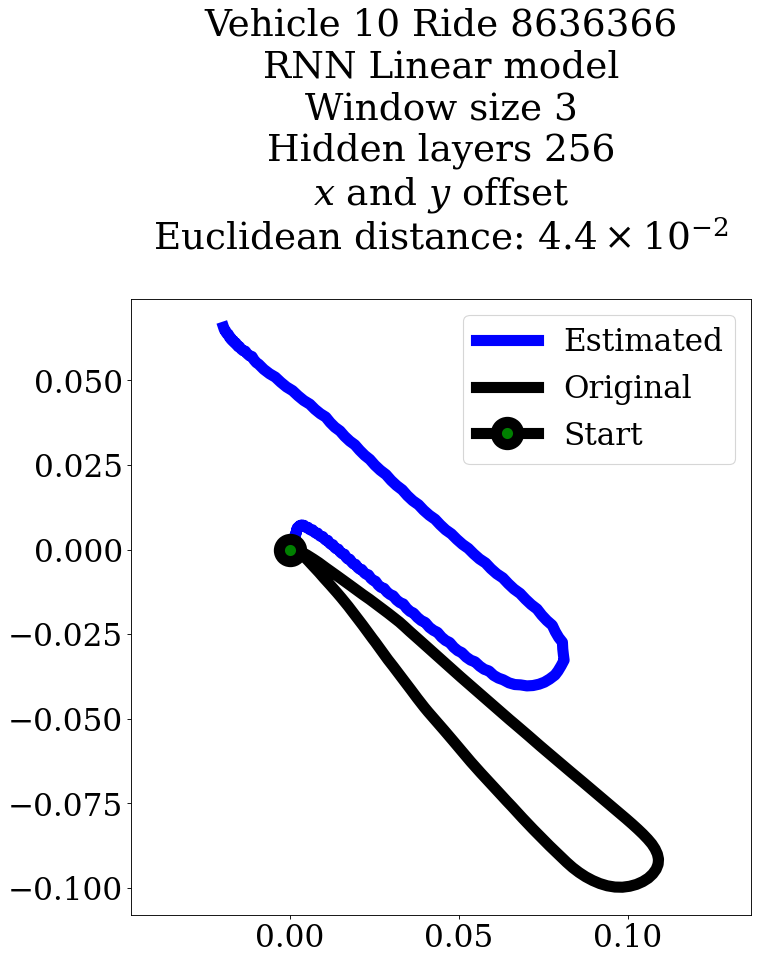 Vehicle 10 Ride 8636366
RNN Linear model
Window size 3
Hidden layers 256
x and y offset
Euclidean distance: 4.4 × 10⁻²
Estimated
Original
Start
0.050
0.025
0.000
−0.025
−0.050
−0.075
−0.100
0.00 0.05 0.10